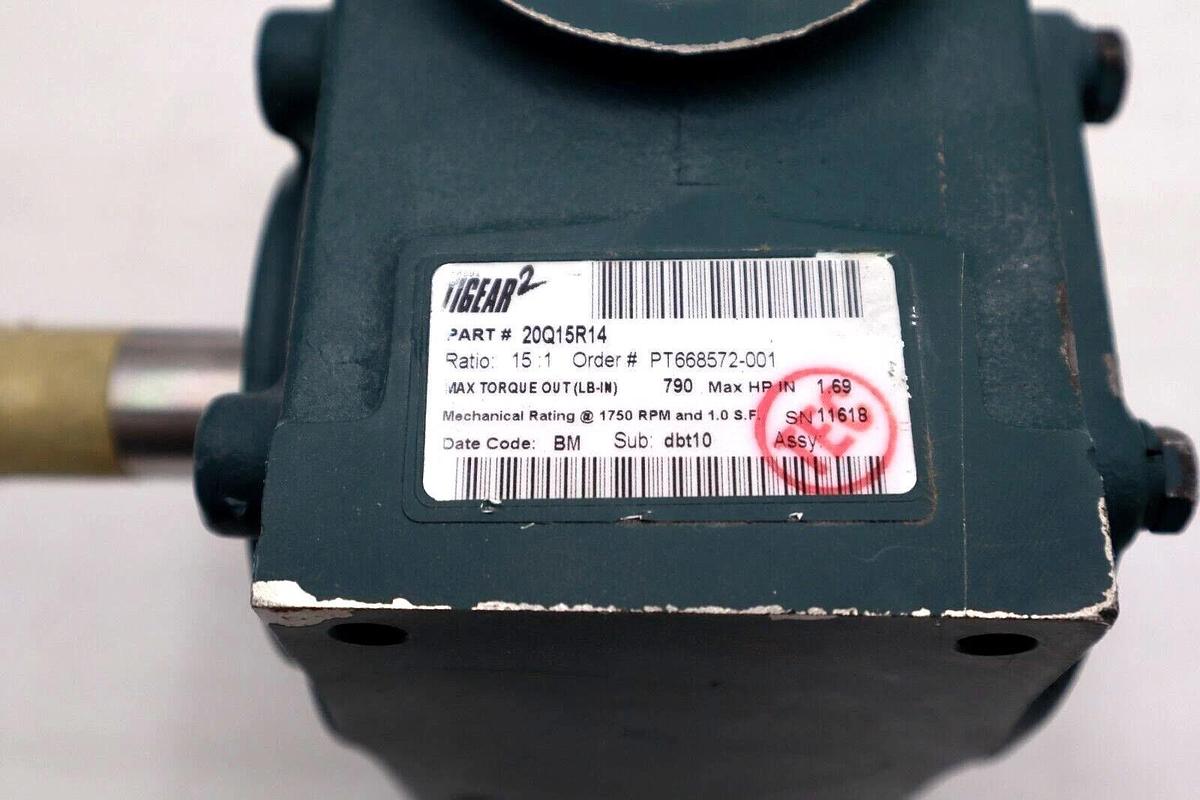 TIGEAR2
PART # 20Q15R14
Ratio: 15 :1 Order # PT668572-001
MAX TORQUE OUT (LB-IN) 790 Max HP IN 1.69
Mechanical Rating @ 1750 RPM and 1.0 S.F. SN 11618
Date Code: BM Sub: dbt10 Assy: